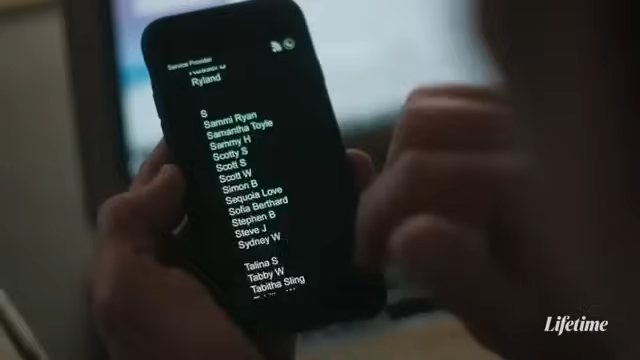 Service Provider
Ryland
S
Sammi Ryan
Samantha Toyle
Sammy H
Scotty S
Scott S
Scott W
Simon B
Sequoia Love
Sofia Berthard
Stephen B
Steve J
Sydney W
Talina S
Tabby W
Tabitha Sling
Lifetime